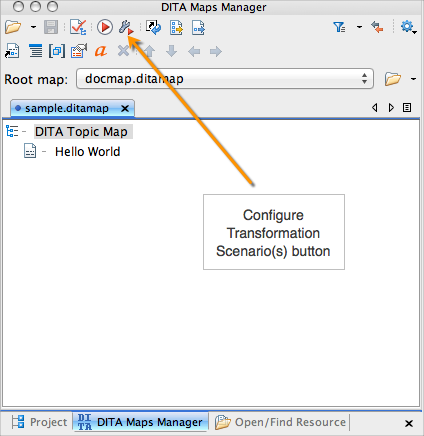 DITA Maps Manager
Root map: docmap.ditamap
sample.ditamap
DITA Topic Map
Hello World
Configure
Transformation
Scenario(s) button
Project DITA DITA Maps Manager Open/Find Resource